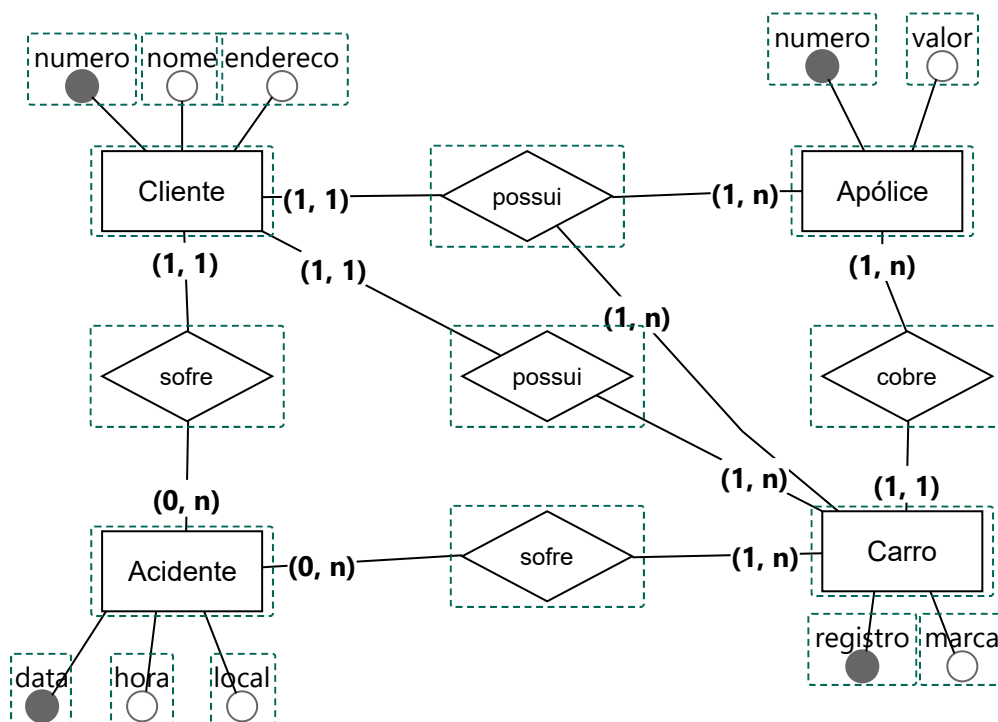 numero
nome
endereco
numero
valor
Cliente
(1, 1)
possui
(1, n)
Apólice
(1, 1)
(1, 1)
(1, n)
(1, n)
sofre
possui
cobre
(0, n)
(1, n)
(1, 1)
Acidente
(0, n)
sofre
(1, n)
Carro
data
hora
local
registro
marca